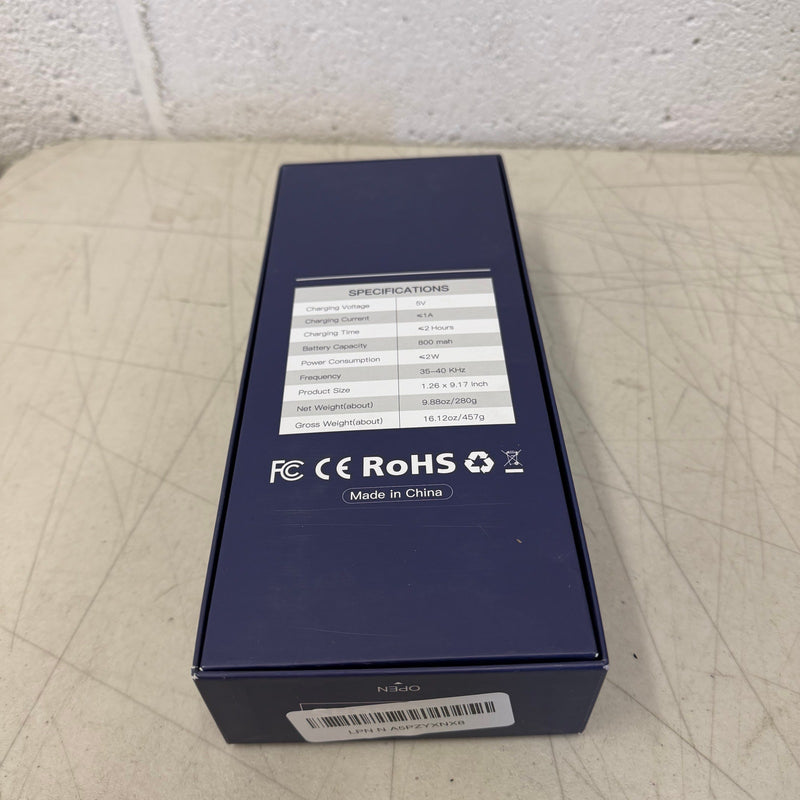 SPECIFICATIONS
Charging Voltage 5V
Charging Current ≤1A
Charging Time ≤2 Hours
Battery Capacity 800 mah
Power Consumption ≤2W
Frequency 35-40 KHz
Product Size 1.26 x 9.17 Inch
Net Weight(about) 9.88oz/280g
Gross Weight(about) 16.12oz/457g
FC CE RoHS
Made in China
OPEN
LPN N A5PZYXNX8